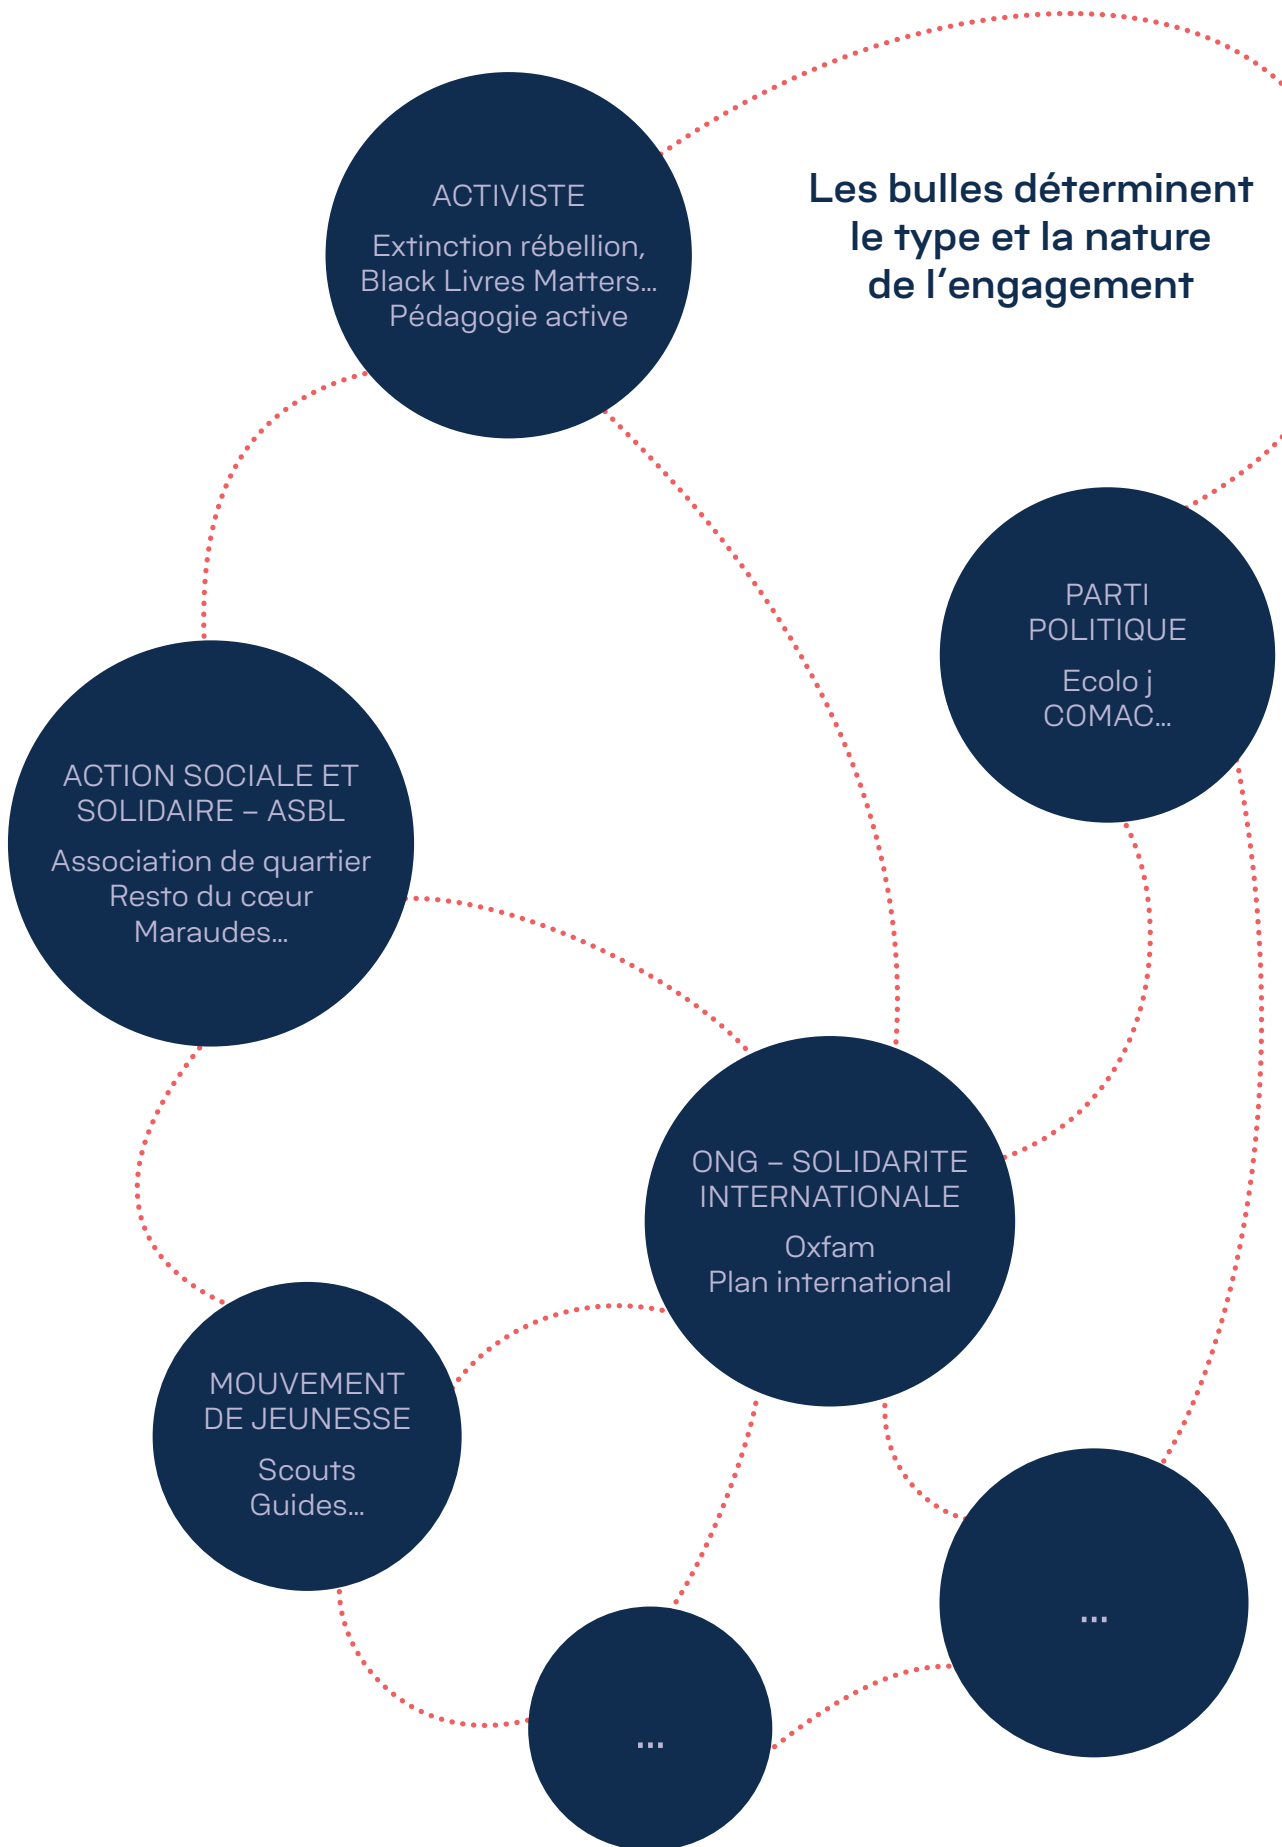 ACTIVISTE
Extinction rébellion,
Black Livres Matters...
Pédagogie active
Les bulles déterminent
le type et la nature
de l'engagement
PARTI
POLITIQUE
Ecolo j
COMAC...
ACTION SOCIALE ET
SOLIDAIRE – ASBL
Association de quartier
Resto du cœur
Maraudes...
ONG – SOLIDARITE
INTERNATIONALE
Oxfam
Plan international
MOUVEMENT
DE JEUNESSE
Scouts
Guides...
...
...